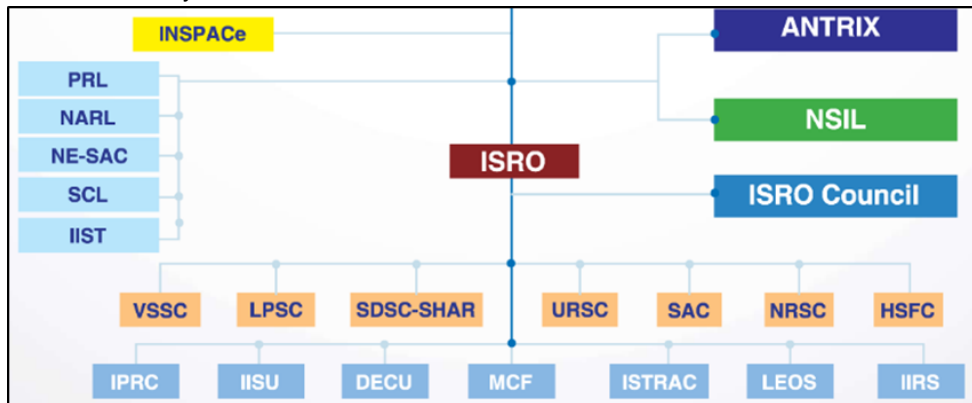 INSPACe
ANTRIX
PRL
NARL
NSIL
NE-SAC
ISRO
SCL
ISRO Council
IIST
VSSC LPSC SDSC-SHAR URSC SAC NRSC HSFC
IPRC IISU DECU MCF ISTRAC LEOS IIRS